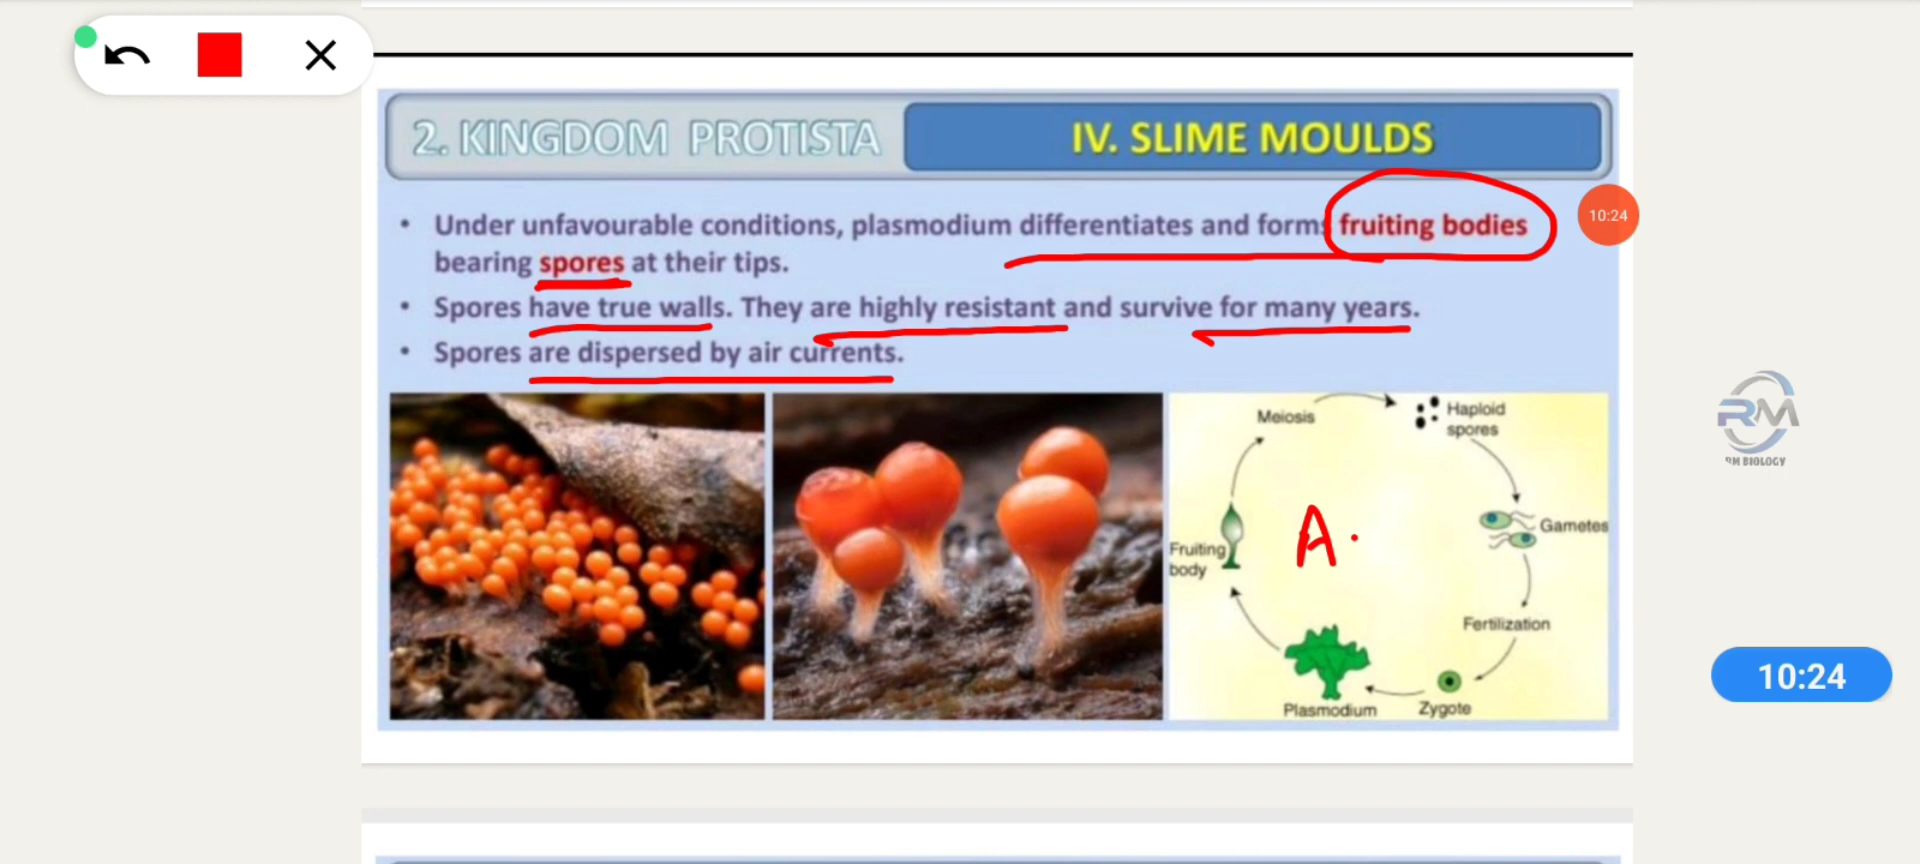 2. KINGDOM PROTISTA
IV. SLIME MOULDS
• Under unfavourable conditions, plasmodium differentiates and forms fruiting bodies
bearing spores at their tips.
• Spores have true walls. They are highly resistant and survive for many years.
• Spores are dispersed by air currents.
10:24
Meiosis
Haploid
spores
Gametes
Fruiting
body
A.
Fertilization
Plasmodium
Zygote
RM
RM BIOLOGY
10:24